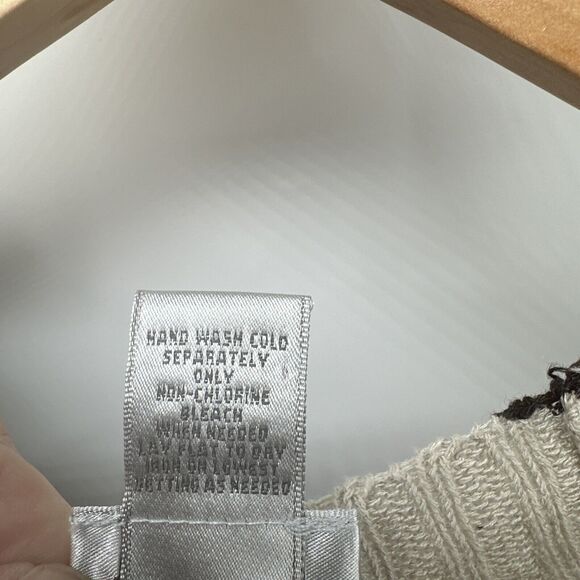 HAND WASH COLD
SEPARATELY
ONLY
NON-CHLORINE
BLEACH
WHEN NEEDED
LAY FLAT TO DRY
IRON ON LOWEST
SETTING AS NEEDED